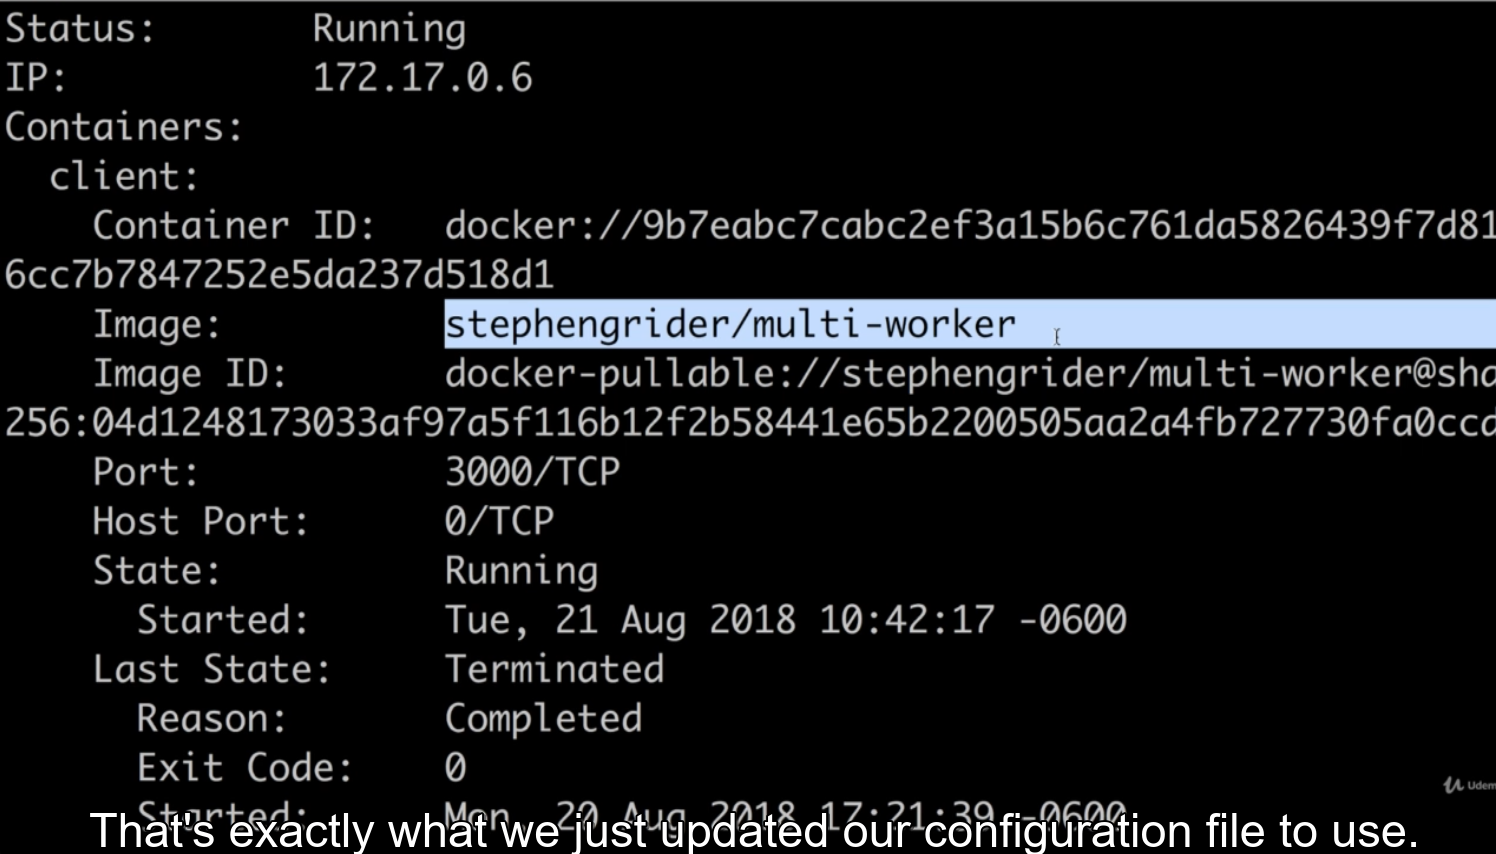 Status: Running
IP: 172.17.0.6
Containers:
client:
Container ID: docker://9b7eabc7cabc2ef3a15b6c761da5826439f7d81
6cc7b7847252e5da237d518d1
Image: stephengrider/multi-worker
Image ID: docker-pullable://stephengrider/multi-worker@sha
256:04d1248173033af97a5f116b12f2b58441e65b2200505aa2a4fb727730fa0ccd
Port: 3000/TCP
Host Port: 0/TCP
State: Running
Started: Tue, 21 Aug 2018 10:42:17 -0600
Last State: Terminated
Reason: Completed
Exit Code: 0
Udem
Started: Mon, 20 Aug 2018 17:21:39 -0600
That's exactly what we just updated our configuration file to use.